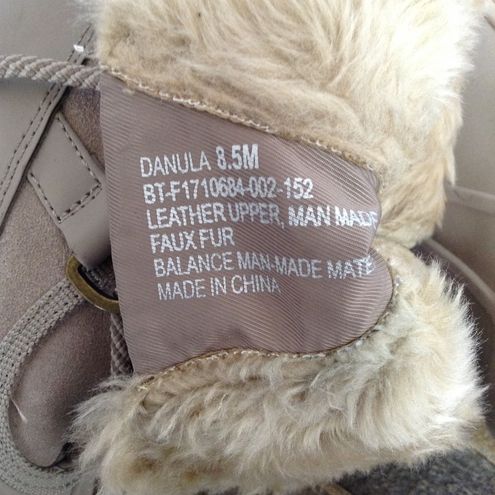 DANULA 8.5M
BT-F1710684-002-152
LEATHER UPPER, MAN MADE
FAUX FUR
BALANCE MAN-MADE MATE
MADE IN CHINA